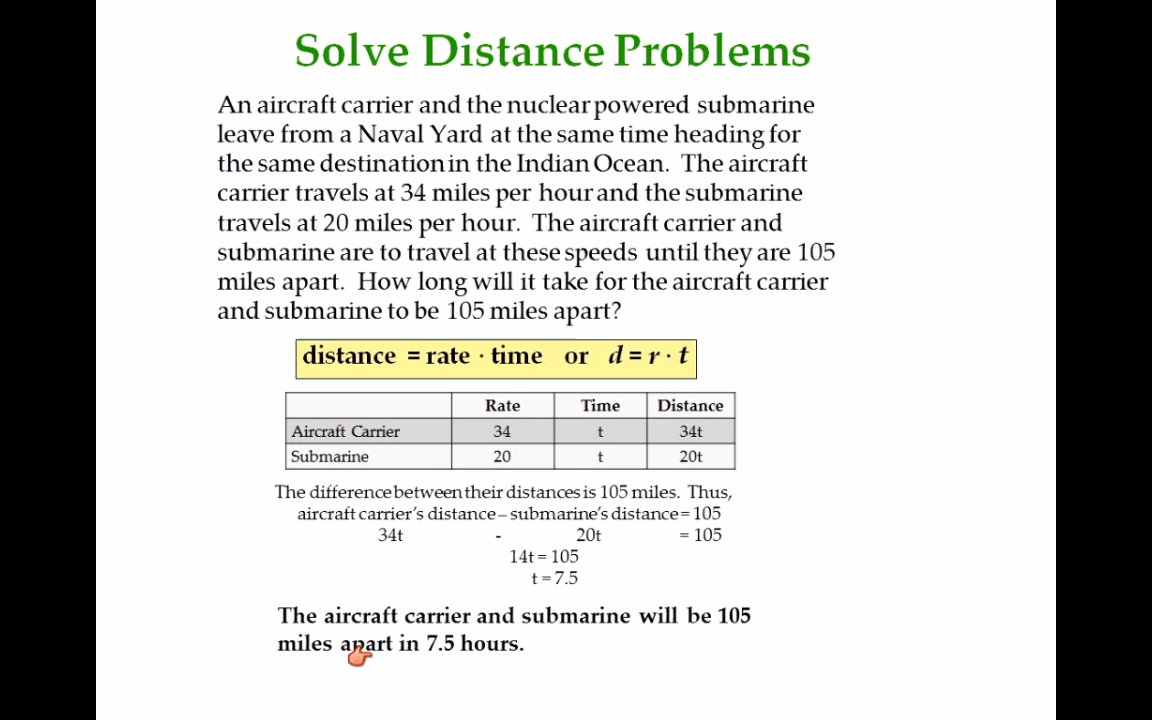 Solve Distance Problems
An aircraft carrier and the nuclear powered submarine
leave from a Naval Yard at the same time heading for
the same destination in the Indian Ocean. The aircraft
carrier travels at 34 miles per hour and the submarine
travels at 20 miles per hour. The aircraft carrier and
submarine are to travel at these speeds until they are 105
miles apart. How long will it take for the aircraft carrier
and submarine to be 105 miles apart?
distance = rate · time or d = r · t
Rate Time Distance
Aircraft Carrier 34 t 34t
Submarine 20 t 20t
The difference between their distances is 105 miles. Thus,
aircraft carrier's distance – submarine's distance = 105
34t - 20t = 105
14t = 105
t = 7.5
The aircraft carrier and submarine will be 105
miles apart in 7.5 hours.